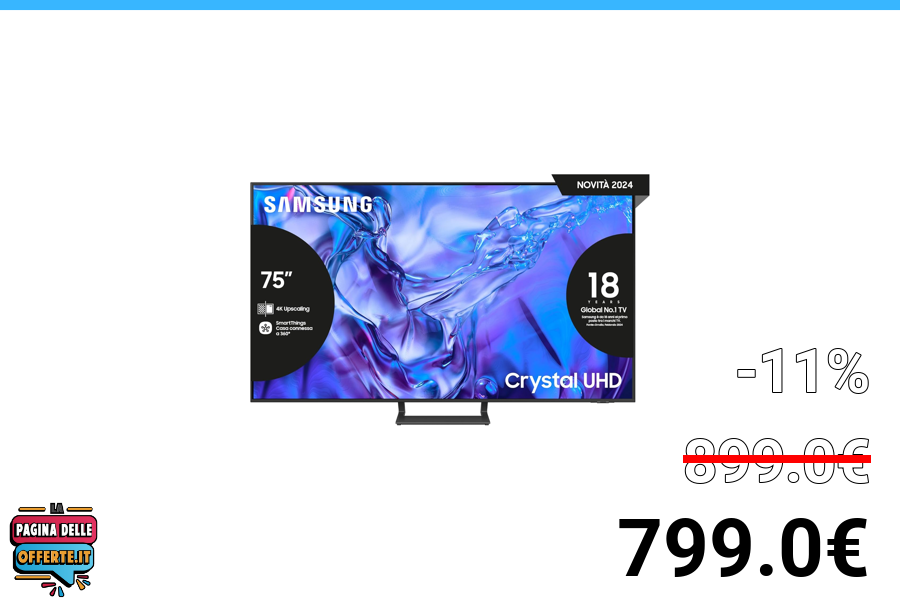 NOVITÀ 2024
SAMSUNG
75”
4K Upscaling
SmartThings
Casa connessa
a 360°
18
YEARS
Global No.1 TV
Crystal UHD
-11%
899.0€
799.0€
LA
PAGINA DELLE
OFFERTE.IT